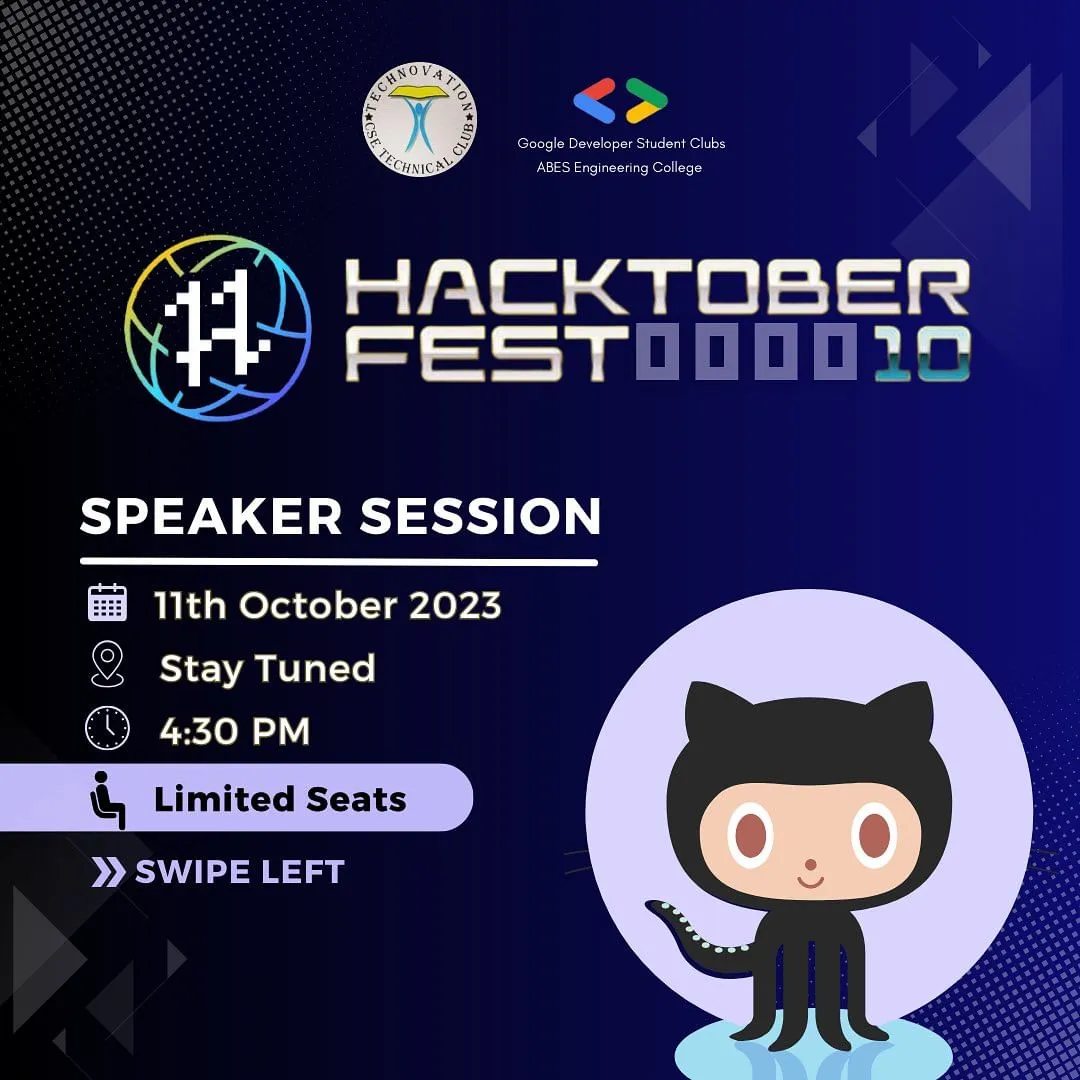 TECHNOVATION
CSE TECHNICAL CLUB
Google Developer Student Clubs
ABES Engineering College
HACKTOBER
FEST▯▯▯▯10
SPEAKER SESSION
11th October 2023
Stay Tuned
4:30 PM
Limited Seats
SWIPE LEFT